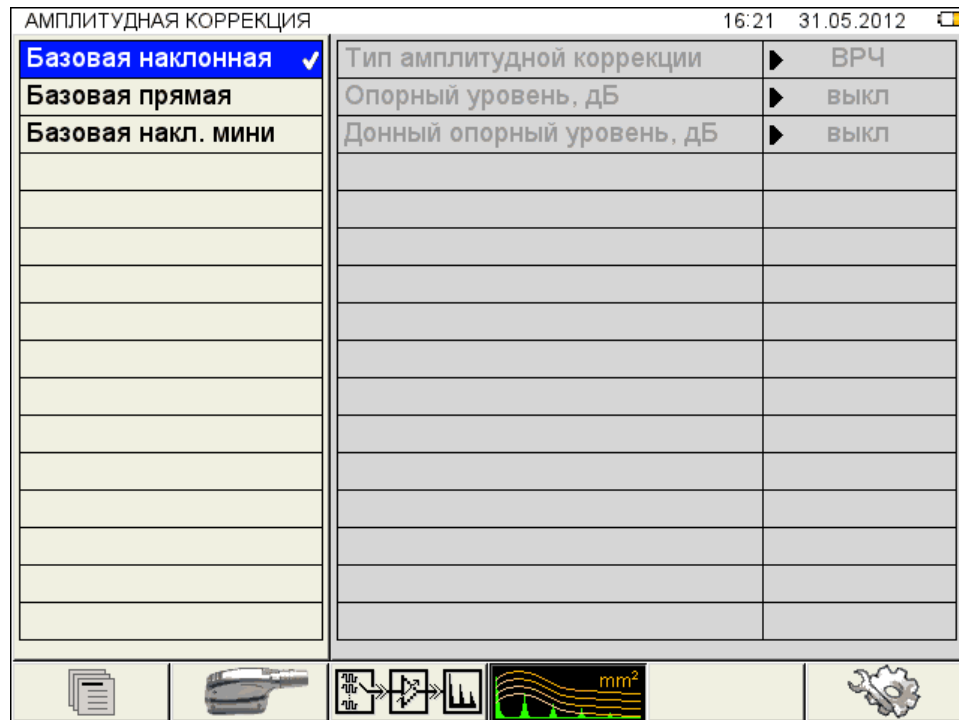 АМПЛИТУДНАЯ КОРРЕКЦИЯ 16:21 31.05.2012
Базовая наклонная Тип амплитудной коррекции ВРЧ
Базовая прямая Опорный уровень, дБ выкл
Базовая накл. мини Донный опорный уровень, дБ выкл
mm²